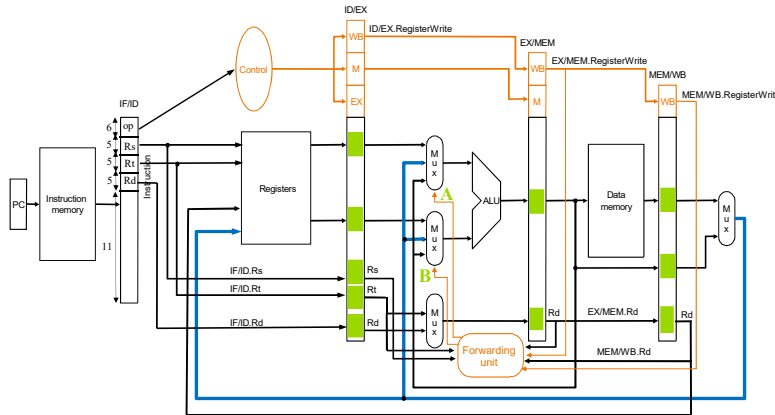 ID/EX
WB
ID/EX.RegisterWrite
EX/MEM
Control
M
WB
EX/MEM.RegisterWrite
MEM/WB
IF/ID
EX
M
WB
MEM/WB.RegisterWrit
6
op
5
Rs
5
Rt
5
Rd
Instruction
11
PC
Instruction
memory
Registers
M
u
x
A
ALU
M
u
x
B
Data
memory
M
u
x
IF/ID.Rs
Rs
IF/ID.Rt
Rt
IF/ID.Rd
Rd
M
u
x
Rd
EX/MEM.Rd
Rd
Forwarding
unit
MEM/WB.Rd